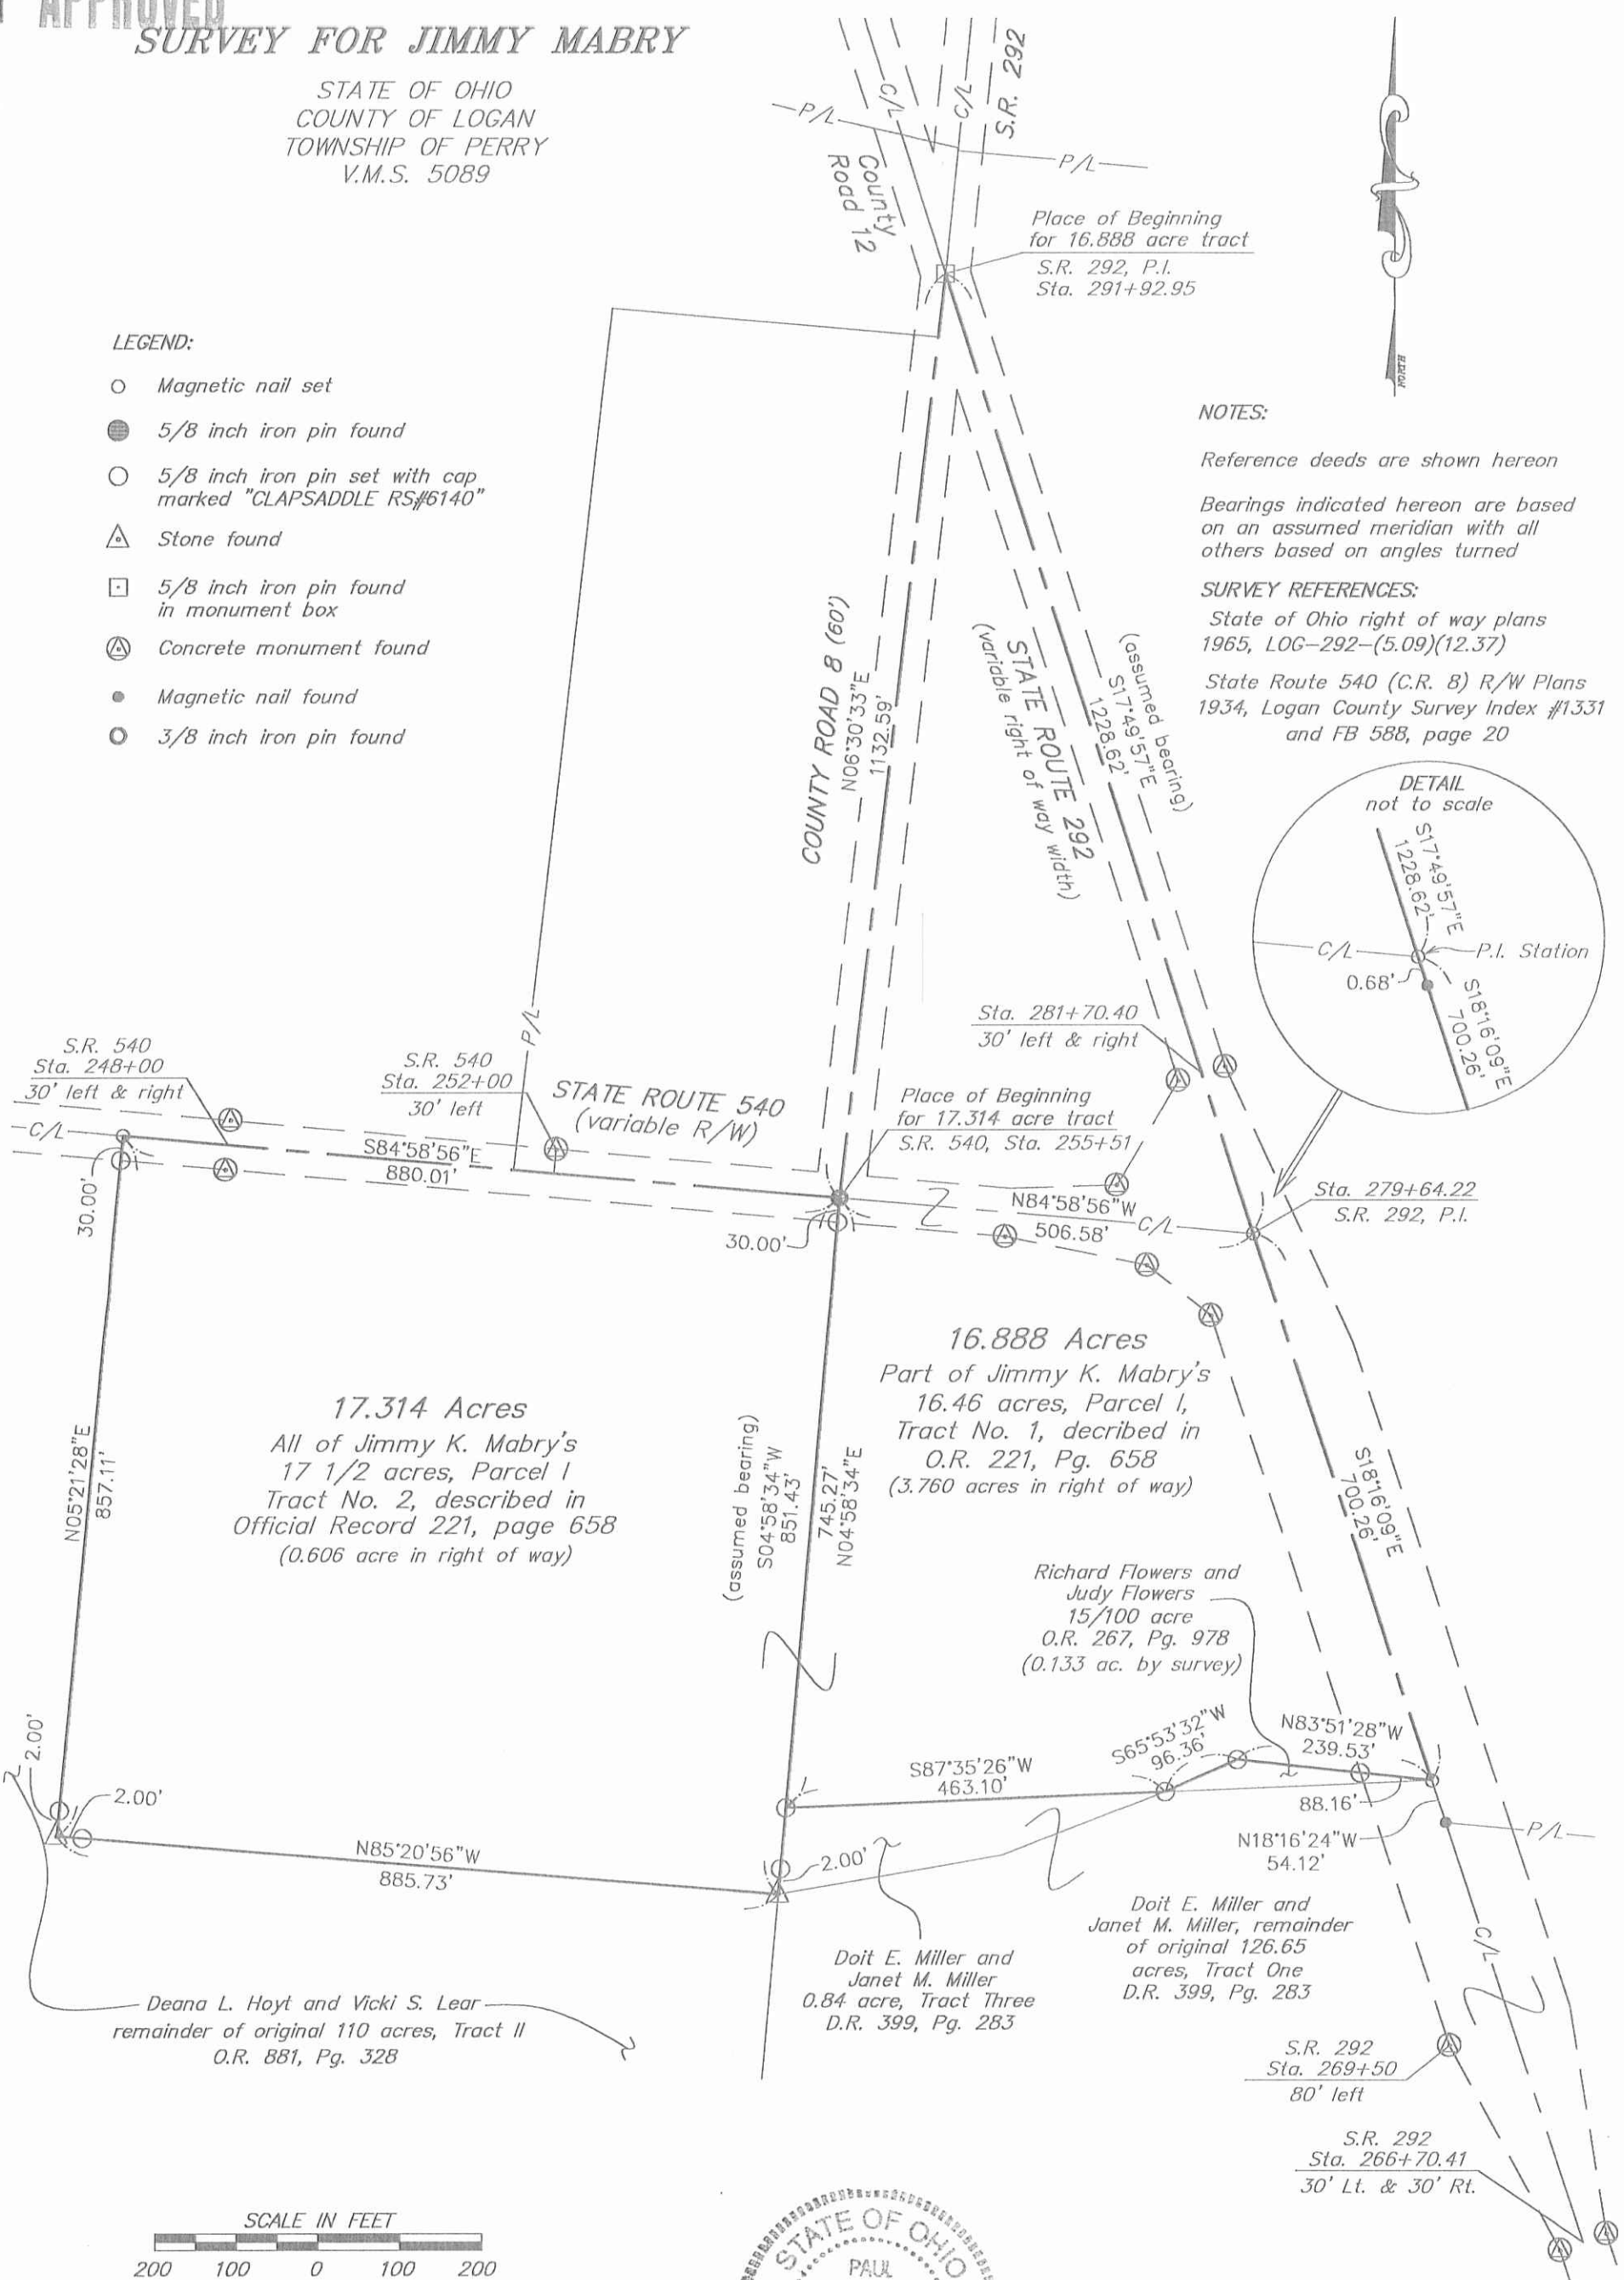 APPROVED
SURVEY FOR JIMMY MABRY
STATE OF OHIO
COUNTY OF LOGAN
TOWNSHIP OF PERRY
V.M.S. 5089
C/L
C/L
S.R. 292
P/L
P/L
County
Road 12
Place of Beginning
for 16.888 acre tract
S.R. 292, P.I.
Sta. 291+92.95
NORTH
LEGEND:
Magnetic nail set
5/8 inch iron pin found
5/8 inch iron pin set with cap
marked "CLAPSADDLE RS#6140"
Stone found
5/8 inch iron pin found
in monument box
Concrete monument found
Magnetic nail found
3/8 inch iron pin found
NOTES:
Reference deeds are shown hereon
Bearings indicated hereon are based
on an assumed meridian with all
others based on angles turned
SURVEY REFERENCES:
State of Ohio right of way plans
1965, LOG-292-(5.09)(12.37)
State Route 540 (C.R. 8) R/W Plans
1934, Logan County Survey Index #1331
and FB 588, page 20
COUNTY ROAD 8 (60')
N06°30'33"E
1132.59'
STATE ROUTE 292
(variable right of way width)
(assumed bearing)
S17°49'57"E
1228.62'
DETAIL
not to scale
S17°49'57"E
1228.62'
C/L
P.I. Station
0.68'
S18°16'09"E
700.26'
P/L
Sta. 281+70.40
30' left & right
S.R. 540
Sta. 248+00
30' left & right
S.R. 540
Sta. 252+00
30' left
STATE ROUTE 540
(variable R/W)
Place of Beginning
for 17.314 acre tract
S.R. 540, Sta. 255+51
C/L
S84°58'56"E
880.01'
30.00'
30.00'
N84°58'56"W
506.58'
C/L
Sta. 279+64.22
S.R. 292, P.I.
17.314 Acres
All of Jimmy K. Mabry's
17 1/2 acres, Parcel I
Tract No. 2, described in
Official Record 221, page 658
(0.606 acre in right of way)
16.888 Acres
Part of Jimmy K. Mabry's
16.46 acres, Parcel I,
Tract No. 1, decribed in
O.R. 221, Pg. 658
(3.760 acres in right of way)
N05°21'28"E
857.11'
(assumed bearing)
S04°58'34"W
851.43'
745.27'
N04°58'34"E
S18°16'09"E
700.26'
Richard Flowers and
Judy Flowers
15/100 acre
O.R. 267, Pg. 978
(0.133 ac. by survey)
2.00'
2.00'
S87°35'26"W
463.10'
S65°53'32"W
96.36'
N83°51'28"W
239.53'
88.16'
N18°16'24"W
54.12'
P/L
N85°20'56"W
885.73'
2.00'
Doit E. Miller and
Janet M. Miller
0.84 acre, Tract Three
D.R. 399, Pg. 283
Doit E. Miller and
Janet M. Miller, remainder
of original 126.65
acres, Tract One
D.R. 399, Pg. 283
C/L
Deana L. Hoyt and Vicki S. Lear
remainder of original 110 acres, Tract II
O.R. 881, Pg. 328
S.R. 292
Sta. 269+50
80' left
S.R. 292
Sta. 266+70.41
30' Lt. & 30' Rt.
SCALE IN FEET
200 100 0 100 200
STATE OF OHIO
PAUL